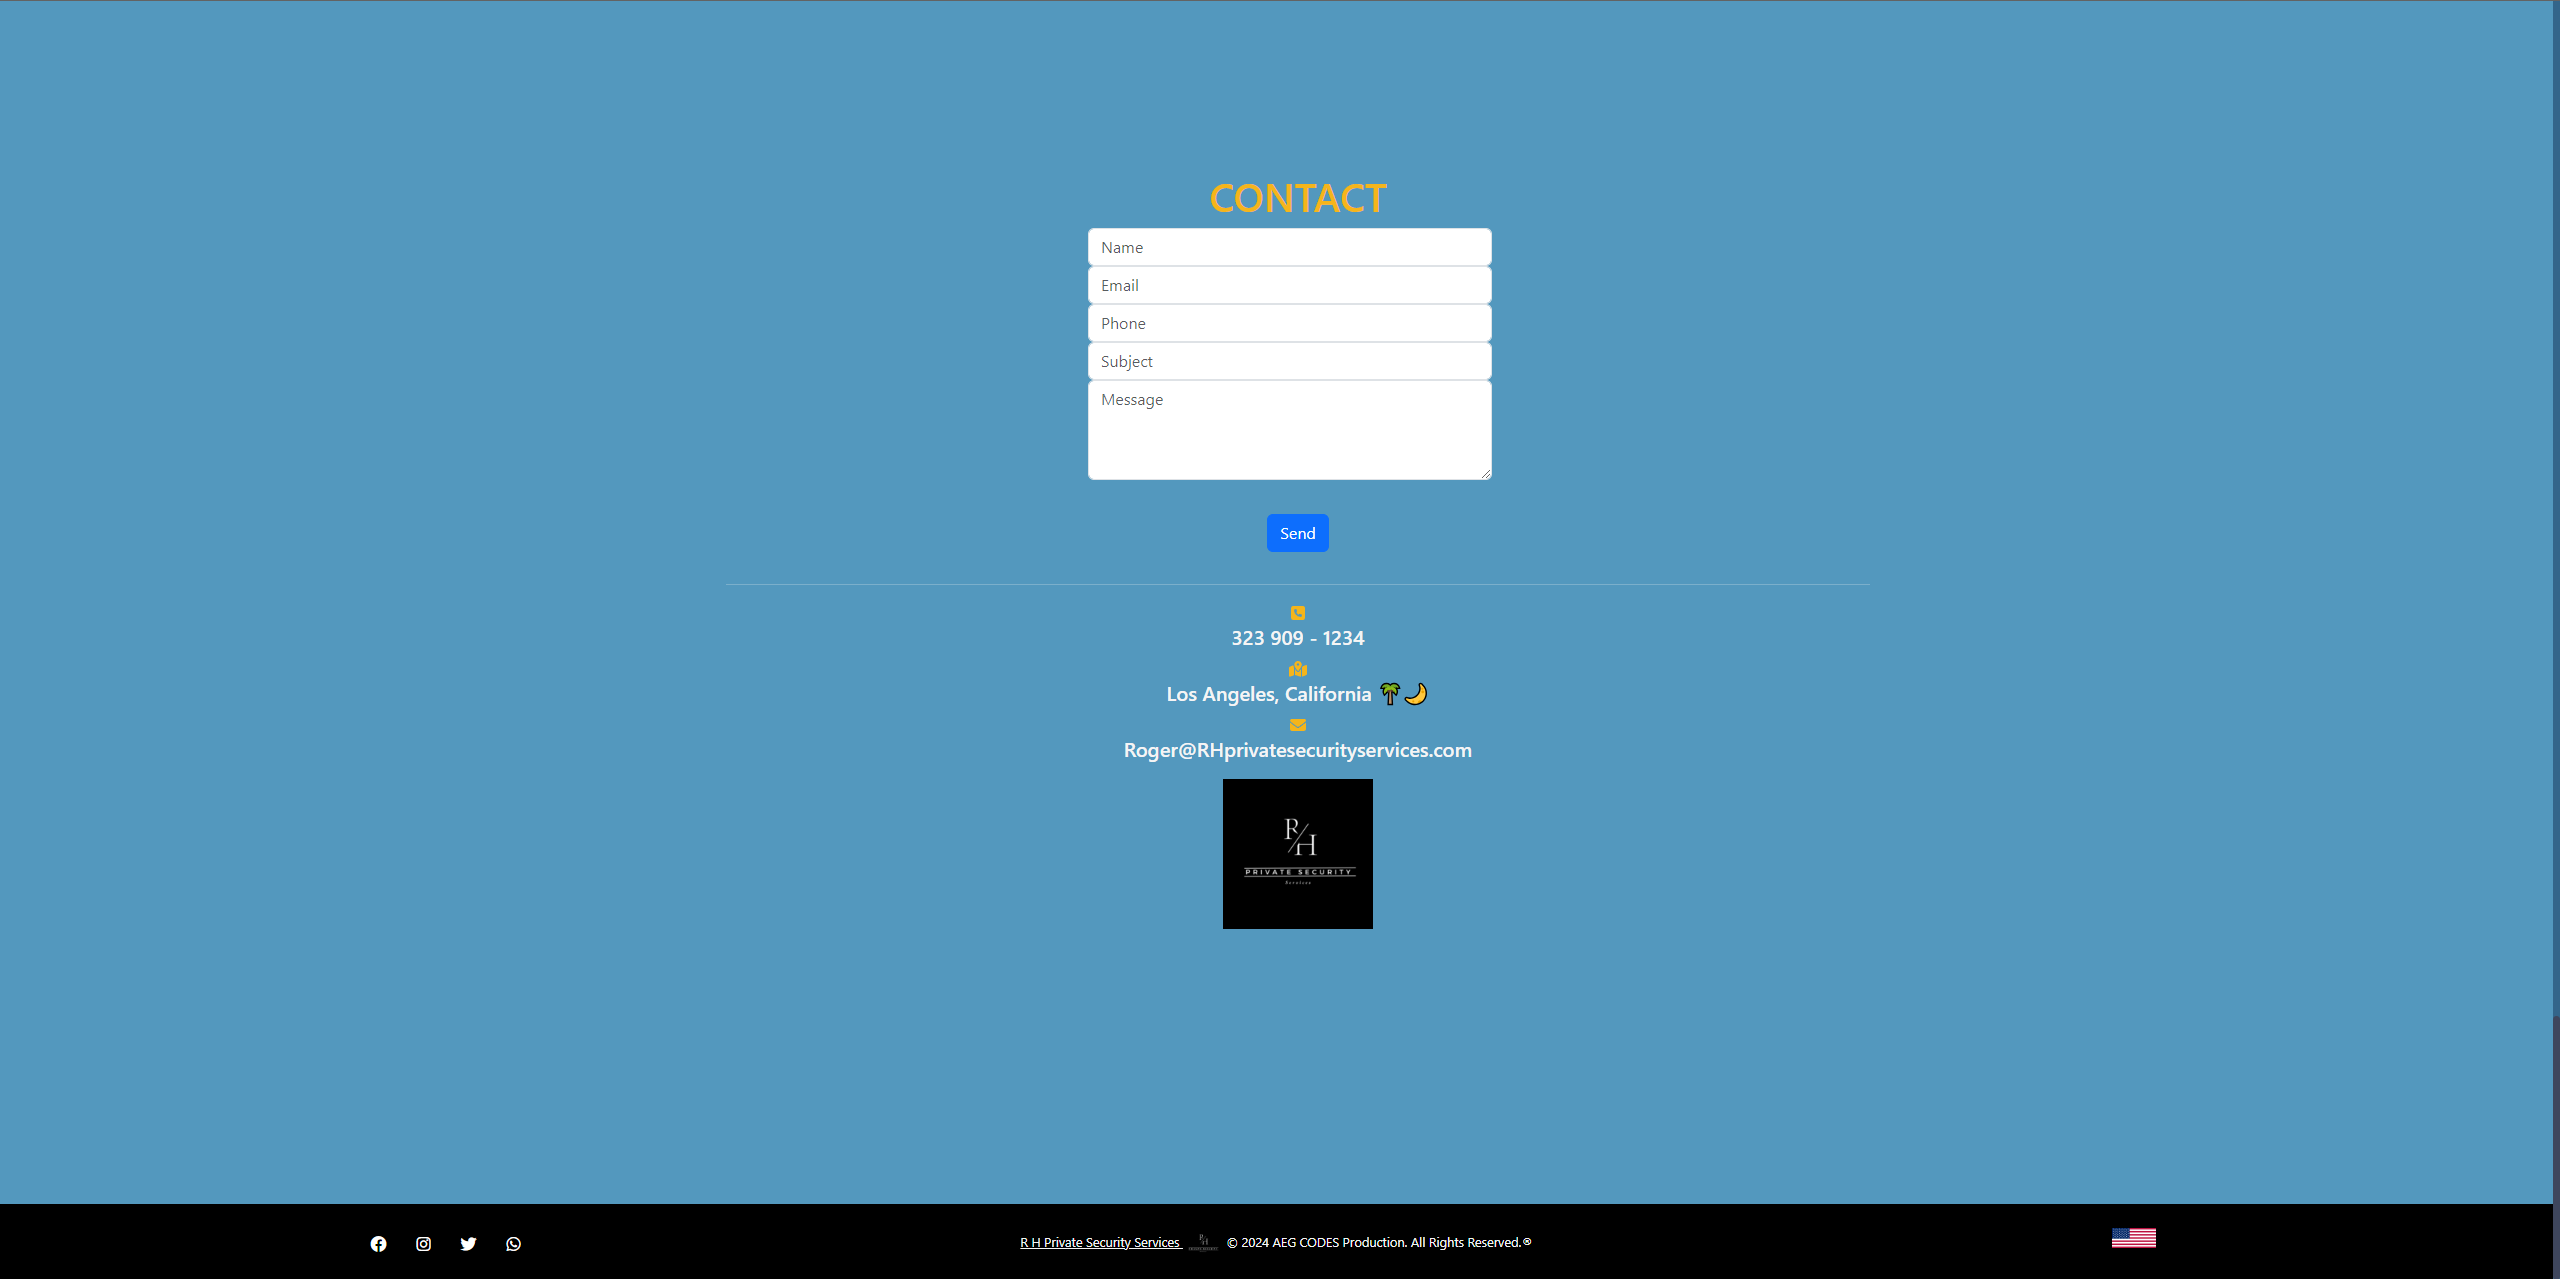 CONTACT
Name
Email
Phone
Subject
Message
Send
323 909 - 1234
Los Angeles, California 🌴🌙
Roger@RHprivatesecurityservices.com
R/H
PRIVATE SECURITY
Services
R H Private Security Services © 2024 AEG CODES Production. All Rights Reserved.®